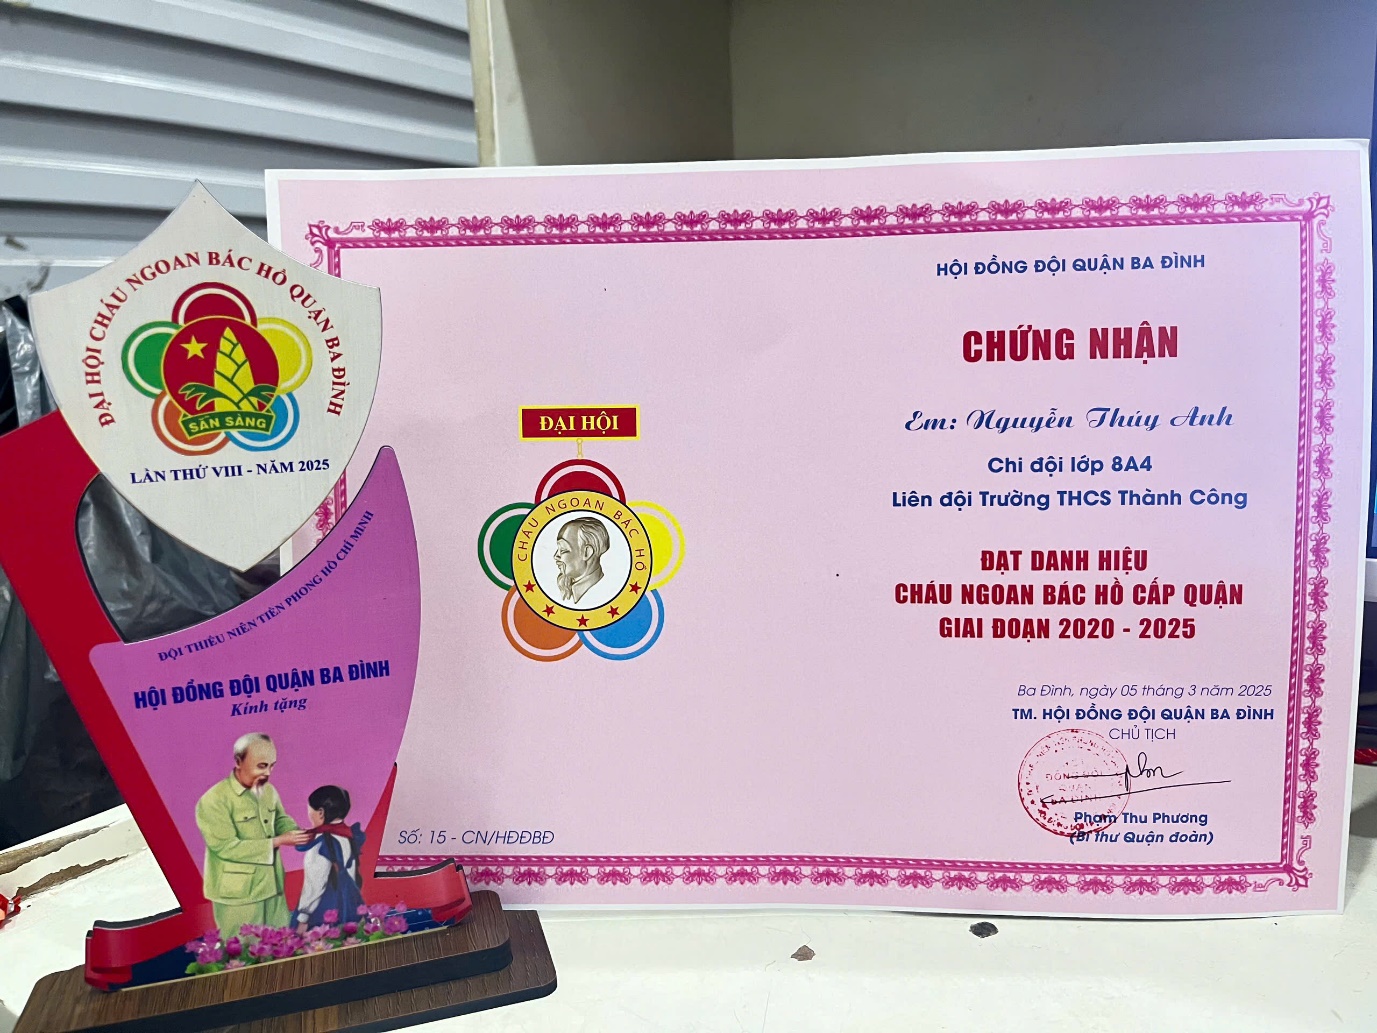 ĐẠI HỘI CHÁU NGOAN BÁC HỒ QUẬN BA ĐÌNH
SẴN SÀNG
LẦN THỨ VIII - NĂM 2025
ĐỘI THIẾU NIÊN TIỀN PHONG HỒ CHÍ MINH
HỘI ĐỒNG ĐỘI QUẬN BA ĐÌNH
Kính tặng
ĐẠI HỘI
CHÁU NGOAN BÁC HỒ
Số: 15 - CN/HĐĐBĐ
HỘI ĐỒNG ĐỘI QUẬN BA ĐÌNH
CHỨNG NHẬN
Em: Nguyễn Thúy Anh
Chi đội lớp 8A4
Liên đội Trường THCS Thành Công
ĐẠT DANH HIỆU
CHÁU NGOAN BÁC HỒ CẤP QUẬN
GIAI ĐOẠN 2020 - 2025
Ba Đình, ngày 05 tháng 3 năm 2025
TM. HỘI ĐỒNG ĐỘI QUẬN BA ĐÌNH
CHỦ TỊCH
ĐỒNG ĐỘI
QUẬN
BA ĐÌNH
Phạm Thu Phương
(Bí thư Quận đoàn)